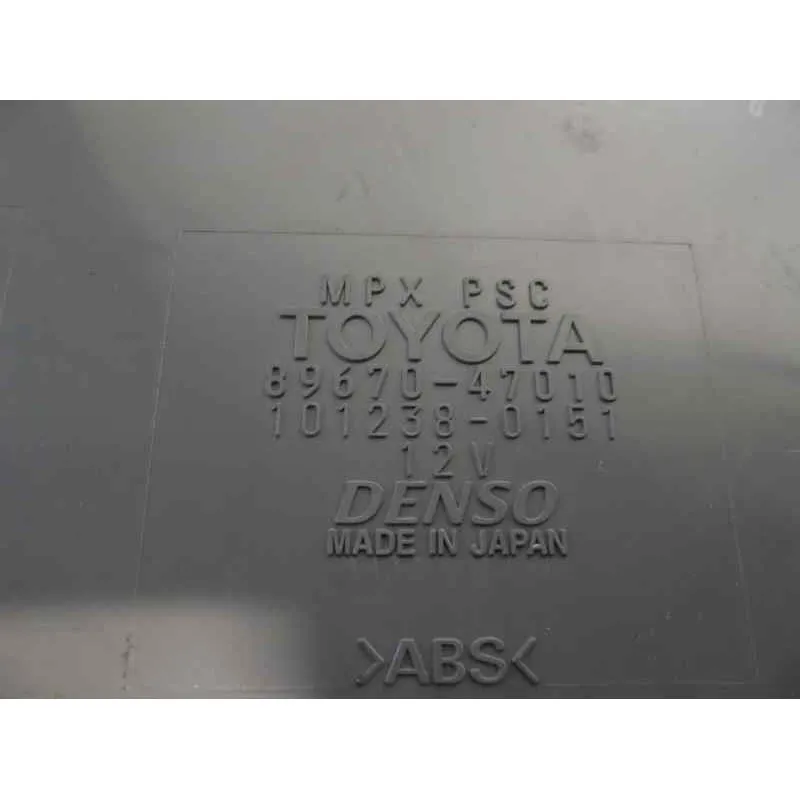 MPX PSC
TOYOTA
89670-47010
101238-0151
12V
DENSO
MADE IN JAPAN
>ABS<